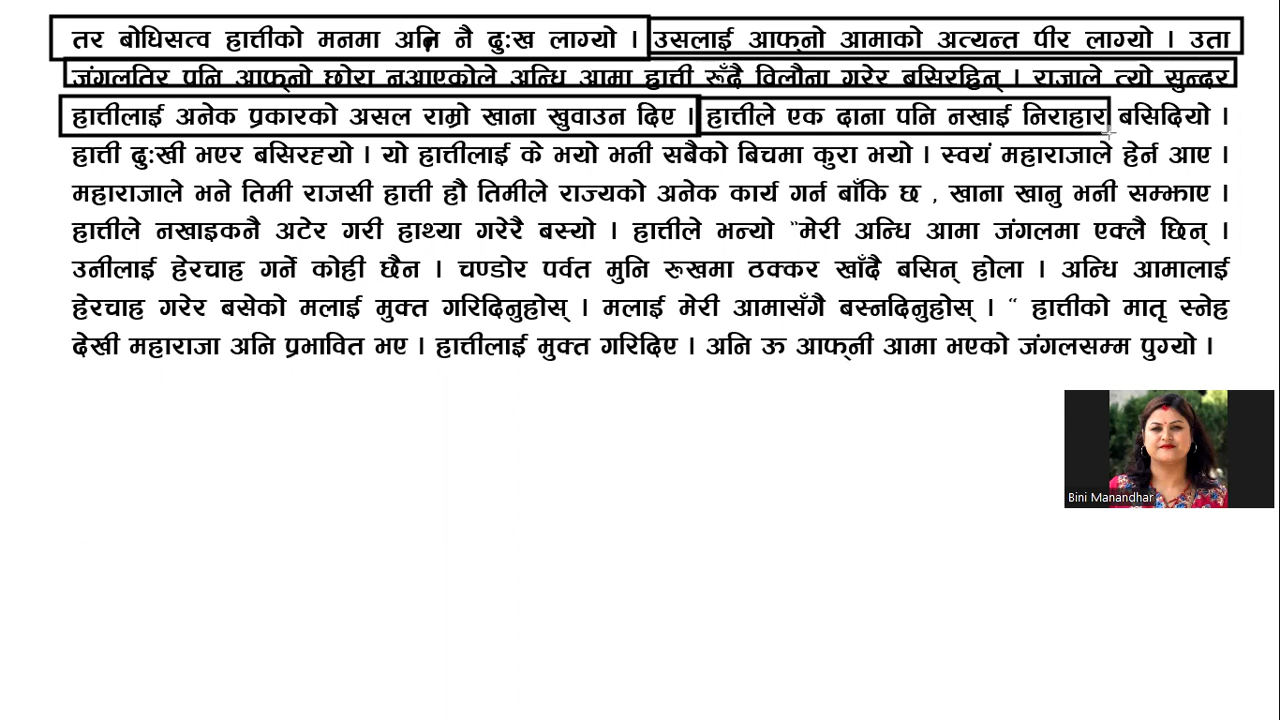 तर बोधिसत्व हात्तीको मनमा अति नै दुःख लाग्यो । उसलाई आफ्नो आमाको अत्यन्त पीर लाग्यो । उता
जंगलतिर पनि आफ्नो छोरा नआएकोले अन्धि आमा हात्ती रूँदै विलौना गरेर बसिरहिन् । राजाले त्यो सुन्दर
हात्तीलाई अनेक प्रकारको असल राम्रो खाना खुवाउन दिए । हात्तीले एक दाना पनि नखाई निराहार बसिदियो ।
हात्ती दुःखी भएर बसिरह्यो । यो हात्तीलाई के भयो भनी सबैको बिचमा कुरा भयो । स्वयं महाराजाले हेर्न आए ।
महाराजाले भने तिमी राजसी हात्ती हौ तिमीले राज्यको अनेक कार्य गर्न बाँकि छ , खाना खानु भनी सम्झाए ।
हात्तीले नखाइकनै अटेर गरी हाथ्या गरेरै बस्यो । हात्तीले भन्यो "मेरी अन्धि आमा जंगलमा एक्लै छिन् ।
उनीलाई हेरचाह गर्ने कोही छैन । चण्डोर पर्वत मुनि रुखमा ठक्कर खाँदै बसिन् होला । अन्धि आमालाई
हेरचाह गरेर बसेको मलाई मुक्त गरिदिनुहोस् । मलाई मेरी आमासँगै बस्नदिनुहोस् । “ हात्तीको मातृ स्नेह
देखी महाराजा अनि प्रभावित भए । हात्तीलाई मुक्त गरिदिए । अनि ऊ आफ्नी आमा भएको जंगलसम्म पुग्यो ।
Bini Manandhar